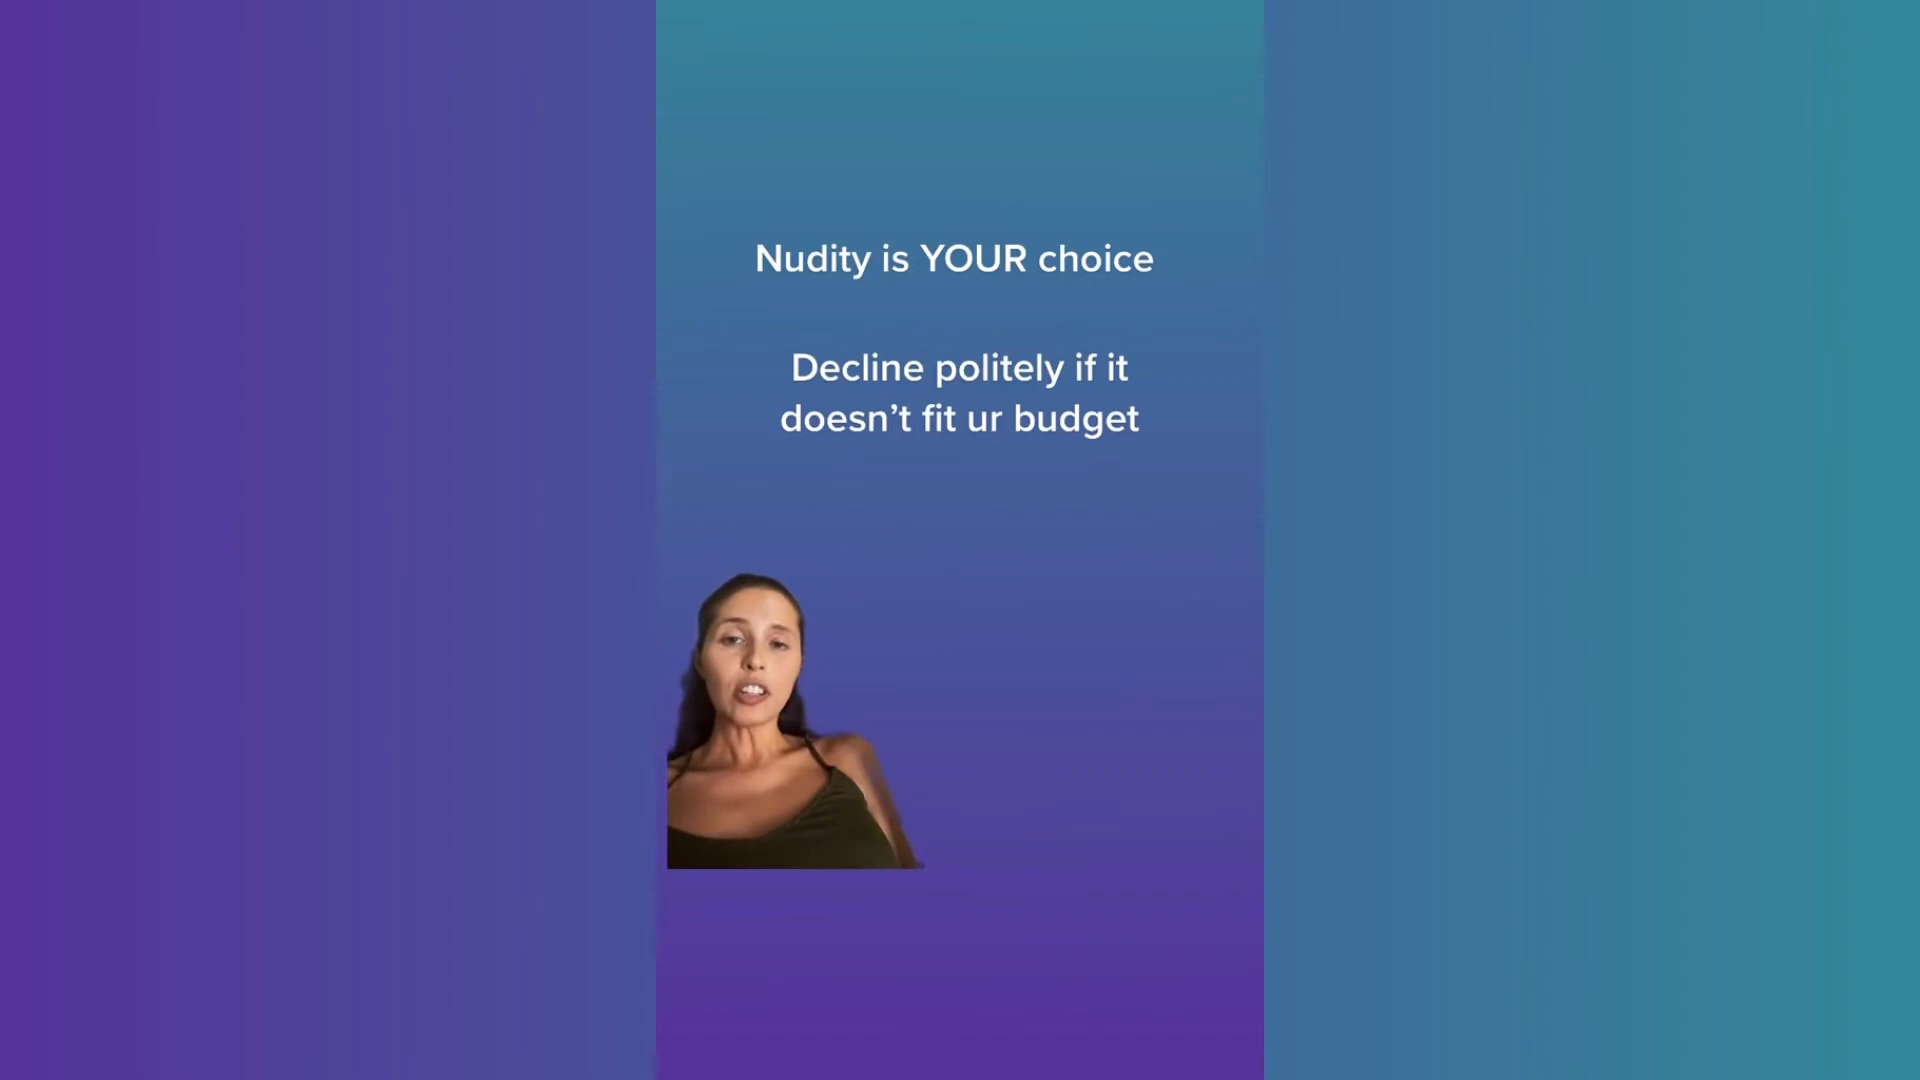 Nudity is YOUR choice
Decline politely if it
doesn’t fit ur budget